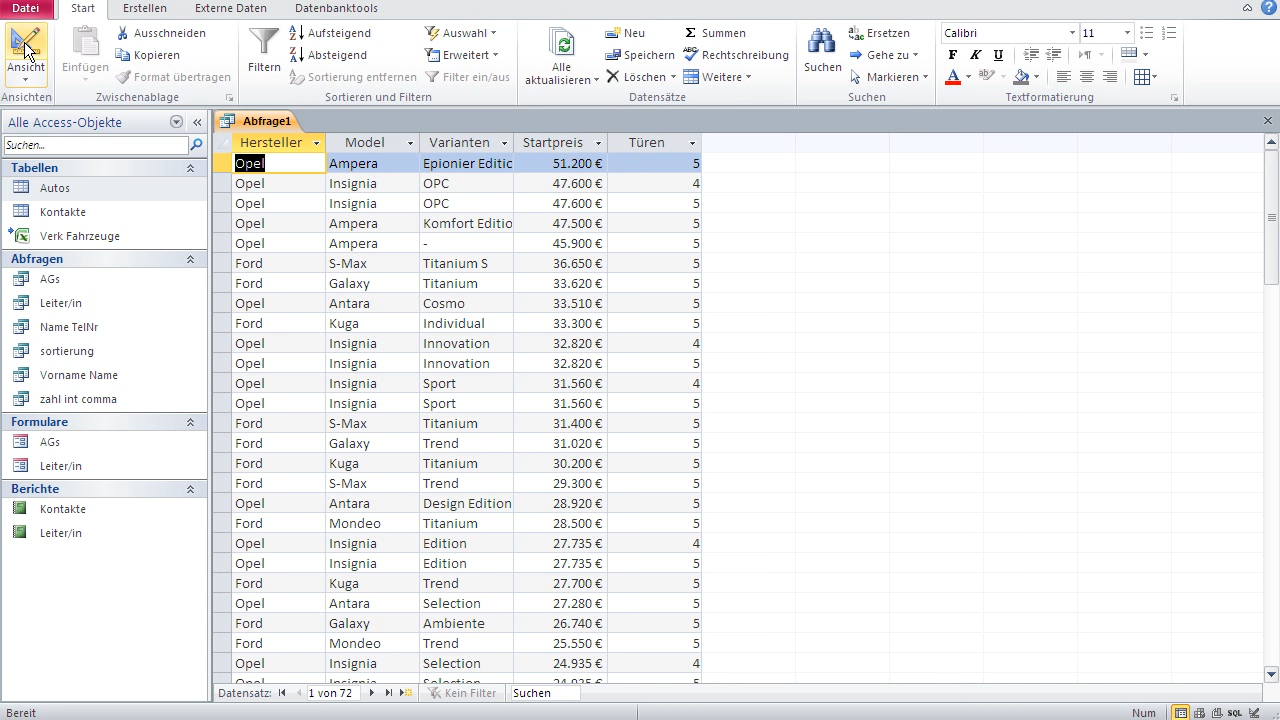 Datei Start Erstellen Externe Daten Datenbanktools
Ansicht
Ansichten
Einfügen
Ausschneiden
Kopieren
Format übertragen
Zwischenablage
Filtern
Aufsteigend
Absteigend
Sortierung entfernen
Auswahl
Erweitert
Filter ein/aus
Sortieren und Filtern
Alle
aktualisieren
Neu
Speichern
Löschen
Summen
Rechtschreibung
Weitere
Datensätze
Suchen
Ersetzen
Gehe zu
Markieren
Suchen
Calibri 11
F K U
Textformatierung
Alle Access-Objekte
Suchen...
Tabellen
Autos
Kontakte
Verk Fahrzeuge
Abfragen
AGs
Leiter/in
Name TelNr
sortierung
Vorname Name
zahl int comma
Formulare
AGs
Leiter/in
Berichte
Kontakte
Leiter/in
Abfrage1
Hersteller Model Varianten Startpreis Türen
Opel Ampera Epionier Editic 51.200 € 5
Opel Insignia OPC 47.600 € 4
Opel Insignia OPC 47.600 € 5
Opel Ampera Komfort Editio 47.500 € 5
Opel Ampera - 45.900 € 5
Ford S-Max Titanium S 36.650 € 5
Ford Galaxy Titanium 33.620 € 5
Opel Antara Cosmo 33.510 € 5
Ford Kuga Individual 33.300 € 5
Opel Insignia Innovation 32.820 € 4
Opel Insignia Innovation 32.820 € 5
Opel Insignia Sport 31.560 € 4
Opel Insignia Sport 31.560 € 5
Ford S-Max Titanium 31.400 € 5
Ford Galaxy Trend 31.020 € 5
Ford Kuga Titanium 30.200 € 5
Ford S-Max Trend 29.300 € 5
Opel Antara Design Edition 28.920 € 5
Ford Mondeo Titanium 28.500 € 5
Opel Insignia Edition 27.735 € 4
Opel Insignia Edition 27.735 € 5
Ford Kuga Trend 27.700 € 5
Opel Antara Selection 27.280 € 5
Ford Galaxy Ambiente 26.740 € 5
Ford Mondeo Trend 25.550 € 5
Opel Insignia Selection 24.935 € 4
Opel Insignia Selection 24.935 € 5
Datensatz: 1 von 72 Kein Filter Suchen
Bereit Num SQL